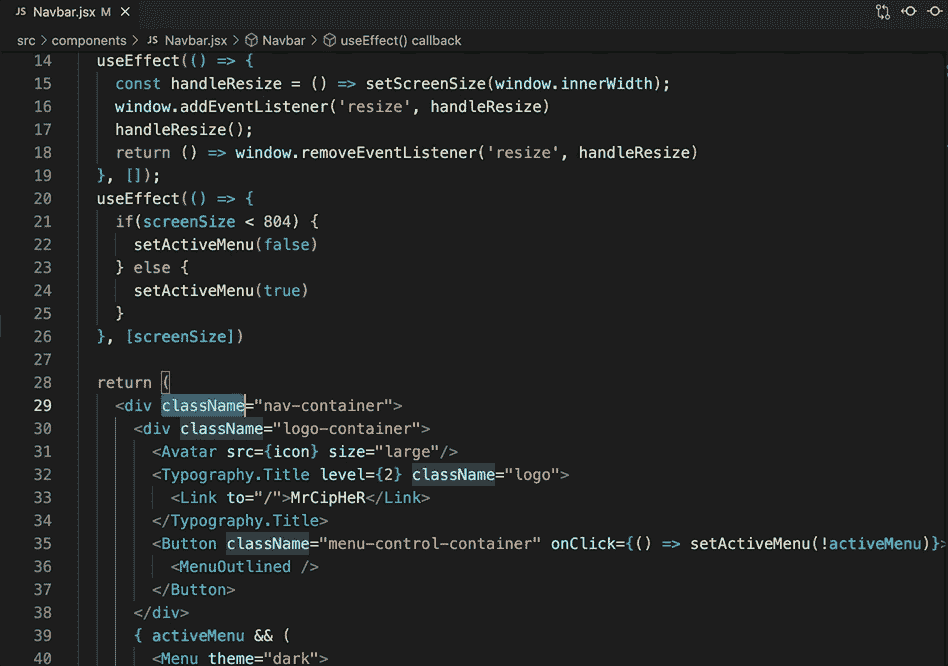 JS Navbar.jsx M ×
src > components > JS Navbar.jsx > Navbar > useEffect() callback
14 useEffect(() => {
15 const handleResize = () => setScreenSize(window.innerWidth);
16 window.addEventListener('resize', handleResize)
17 handleResize();
18 return () => window.removeEventListener('resize', handleResize)
19 }, []);
20 useEffect(() => {
21 if(screenSize < 804) {
22 setActiveMenu(false)
23 } else {
24 setActiveMenu(true)
25 }
26 }, [screenSize])
27
28 return (
29 <div className="nav-container">
30 <div className="logo-container">
31 <Avatar src={icon} size="large"/>
32 <Typography.Title level={2} className="logo">
33 <Link to="/">MrCipHeR</Link>
34 </Typography.Title>
35 <Button className="menu-control-container" onClick={() => setActiveMenu(!activeMenu)}>
36 <MenuOutlined />
37 </Button>
38 </div>
39 { activeMenu && (
40 <Menu theme="dark">